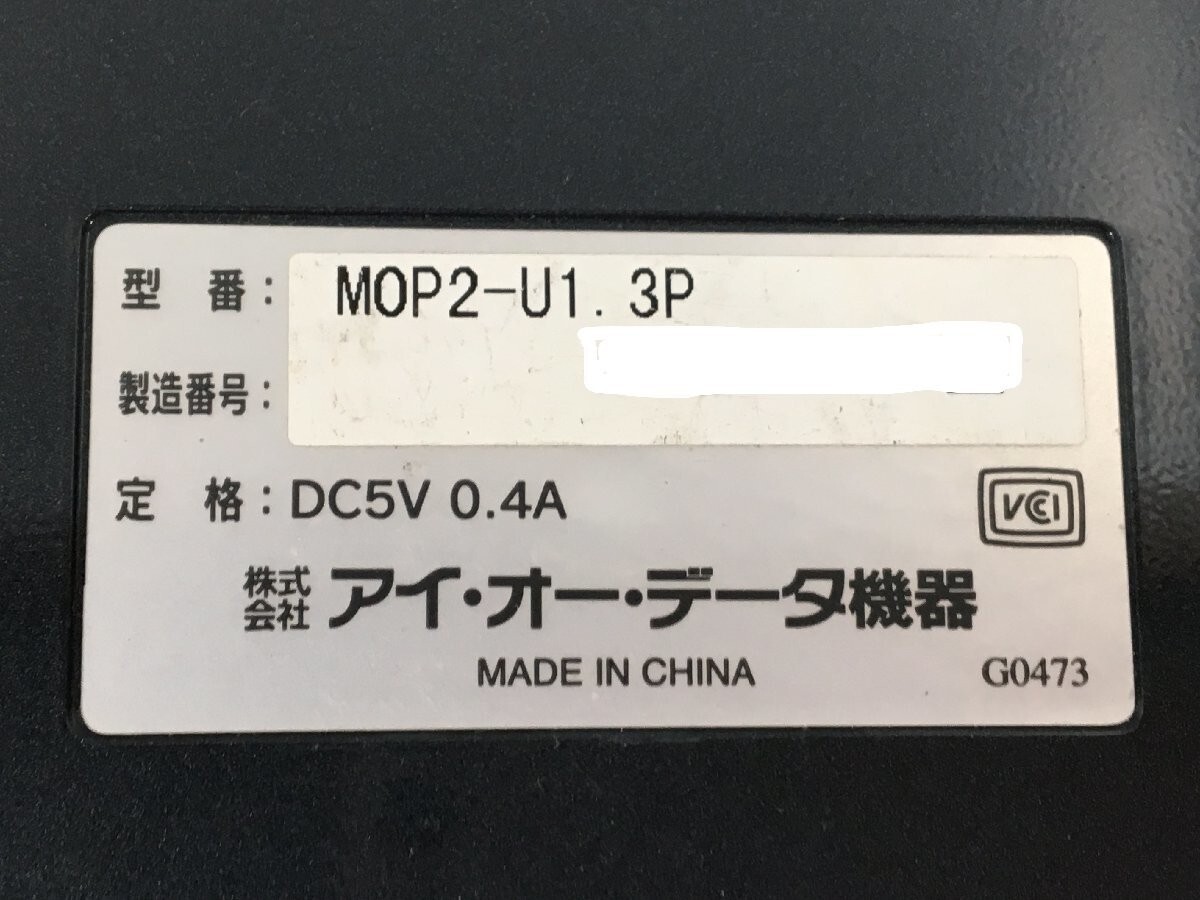 型　番： MOP2-U1.3P
製造番号：
定　格：DC5V 0.4A
VCCI
株式会社 アイ・オー・データ機器
MADE IN CHINA G0473